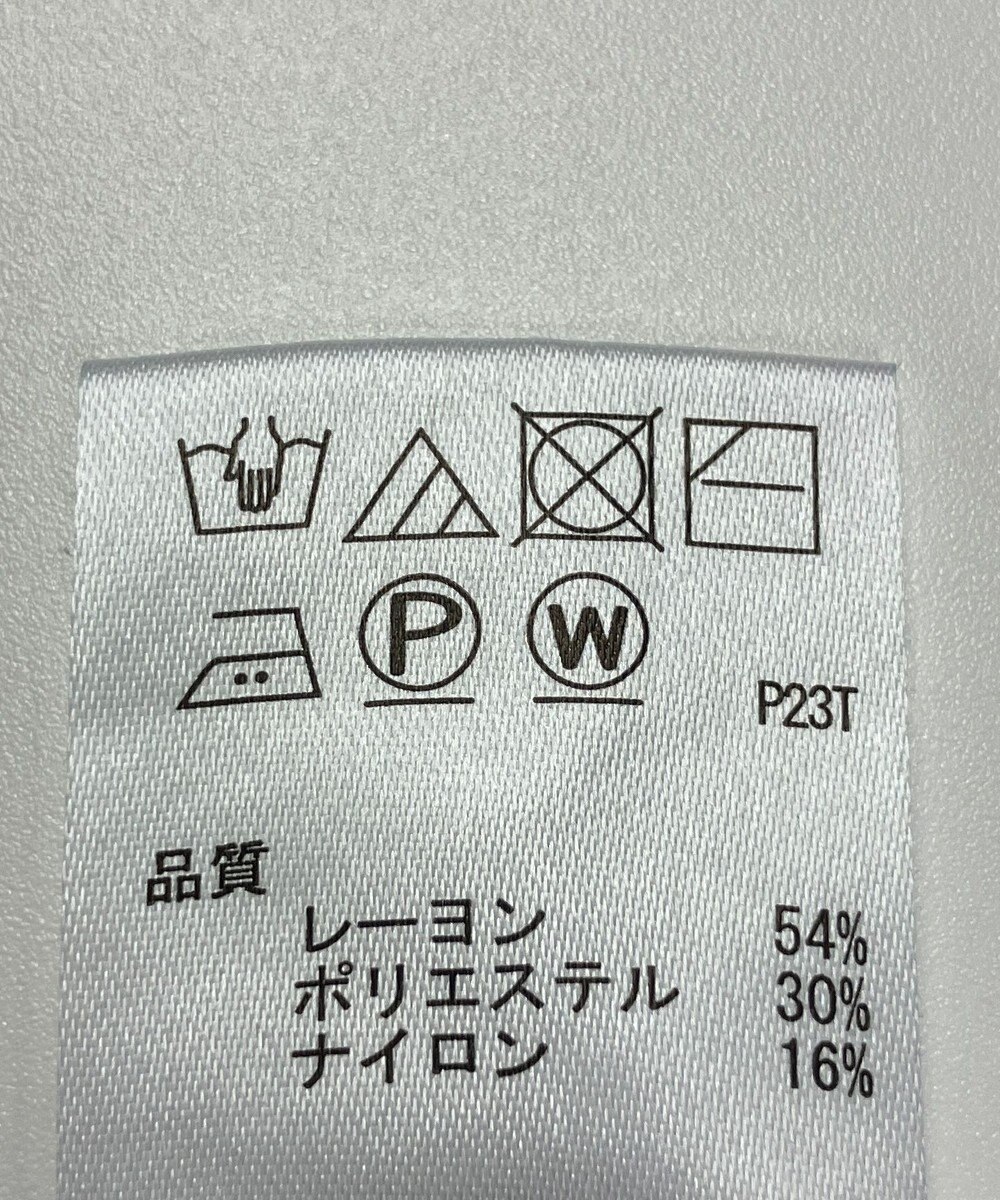 P W
P23T
品質
レーヨン 54%
ポリエステル 30%
ナイロン 16%